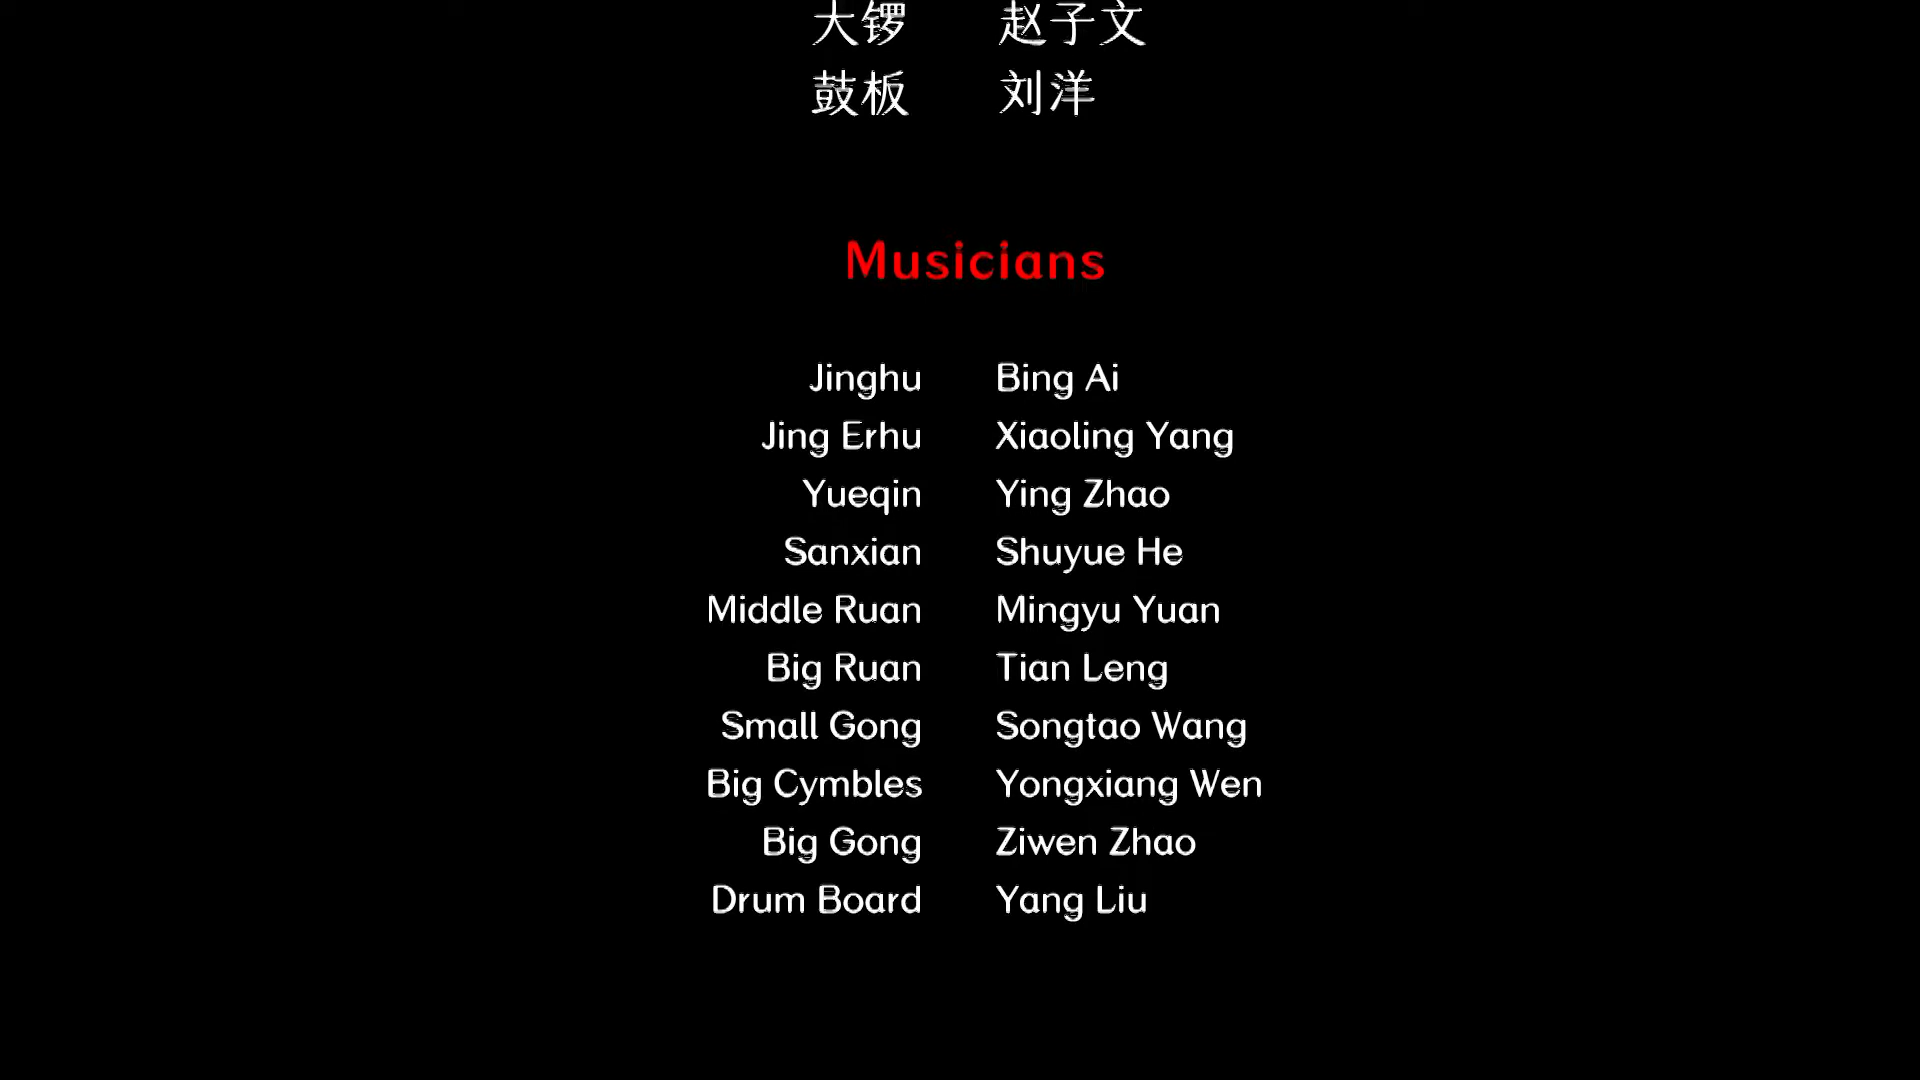 大锣 赵子文
鼓板 刘洋
Musicians
Jinghu Bing Ai
Jing Erhu Xiaoling Yang
Yueqin Ying Zhao
Sanxian Shuyue He
Middle Ruan Mingyu Yuan
Big Ruan Tian Leng
Small Gong Songtao Wang
Big Cymbles Yongxiang Wen
Big Gong Ziwen Zhao
Drum Board Yang Liu